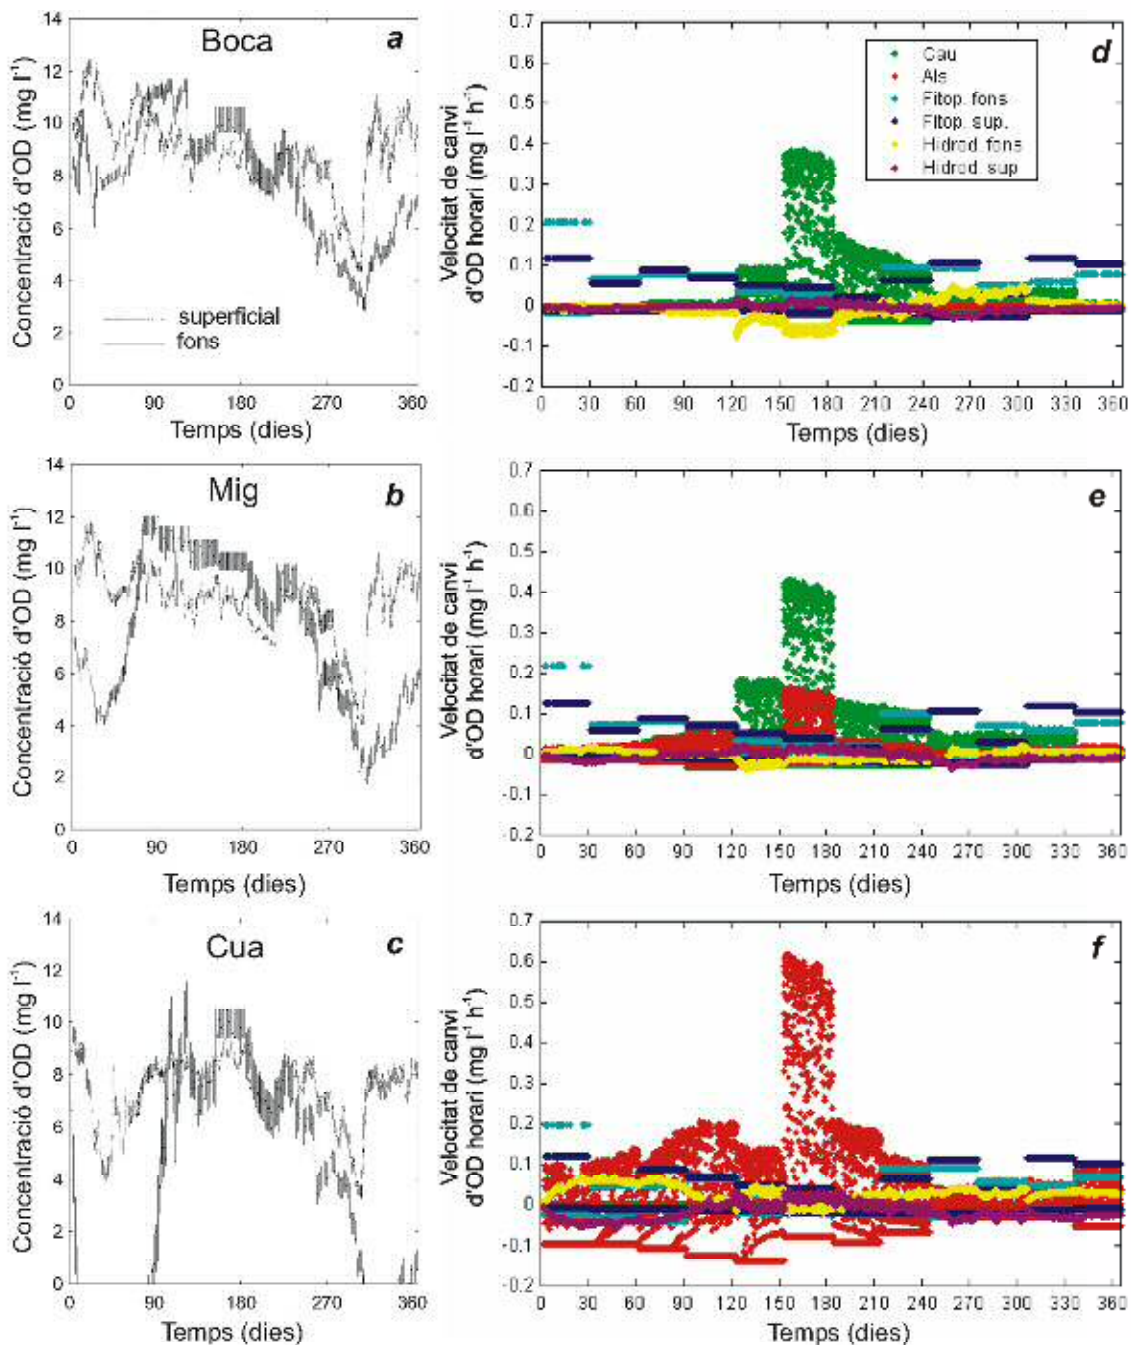 Boca
a
Concentració d'OD (mg l⁻¹)
14
12
10
8
6
4
2
0
superficial
fons
0 90 180 270 360
Temps (dies)
d
Velocitat de canvi
d'OD horari (mg l⁻¹ h⁻¹)
0.7
0.6
0.5
0.4
0.3
0.2
0.1
0
-0.1
-0.2
Cau
Als
Fitop. fons
Fitop. sup.
Hidrod. fons
Hidrod. sup
0 30 60 90 120 150 180 210 240 270 300 330 360
Temps (dies)
Mig
b
Concentració d'OD (mg l⁻¹)
14
12
10
8
6
4
2
0
0 90 180 270 360
Temps (dies)
e
Velocitat de canvi
d'OD horari (mg l⁻¹ h⁻¹)
0.7
0.6
0.5
0.4
0.3
0.2
0.1
0
-0.1
-0.2
0 30 60 90 120 150 180 210 240 270 300 330 360
Temps (dies)
Cua
c
Concentració d'OD (mg l⁻¹)
14
12
10
8
6
4
2
0
0 90 180 270 360
Temps (dies)
f
Velocitat de canvi
d'OD horari (mg l⁻¹ h⁻¹)
0.7
0.6
0.5
0.4
0.3
0.2
0.1
0
-0.1
-0.2
0 30 60 90 120 150 180 210 240 270 300 330 360
Temps (dies)